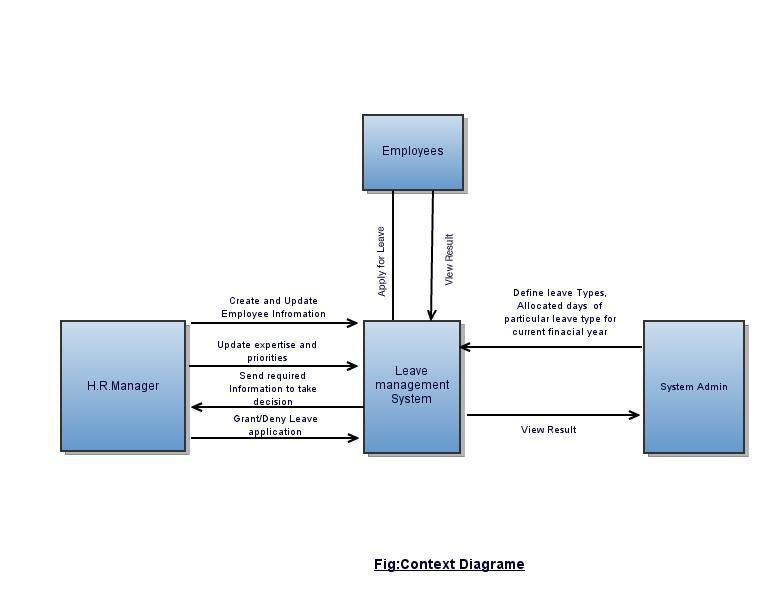 Employees
Apply for Leave
View Result
Create and Update
Employee Infromation
Update expertise and
priorities
Send required
Information to take
decision
Grant/Deny Leave
application
H.R.Manager
Leave
management
System
Define leave Types,
Allocated days of
particular leave type for
current finacial year
View Result
System Admin
Fig:Context Diagrame